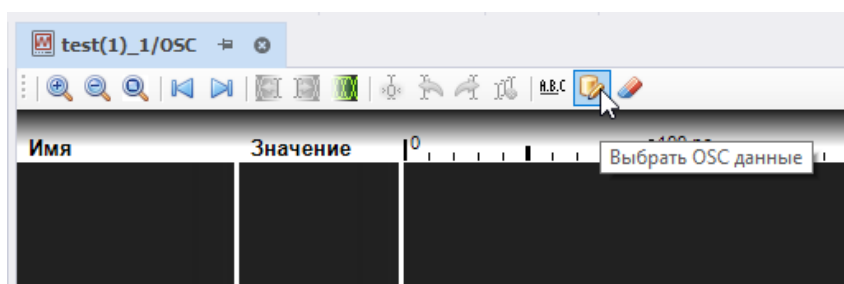 test(1)_1/OSC
A.B.C
Имя
Значение
0
Выбрать OSC данные